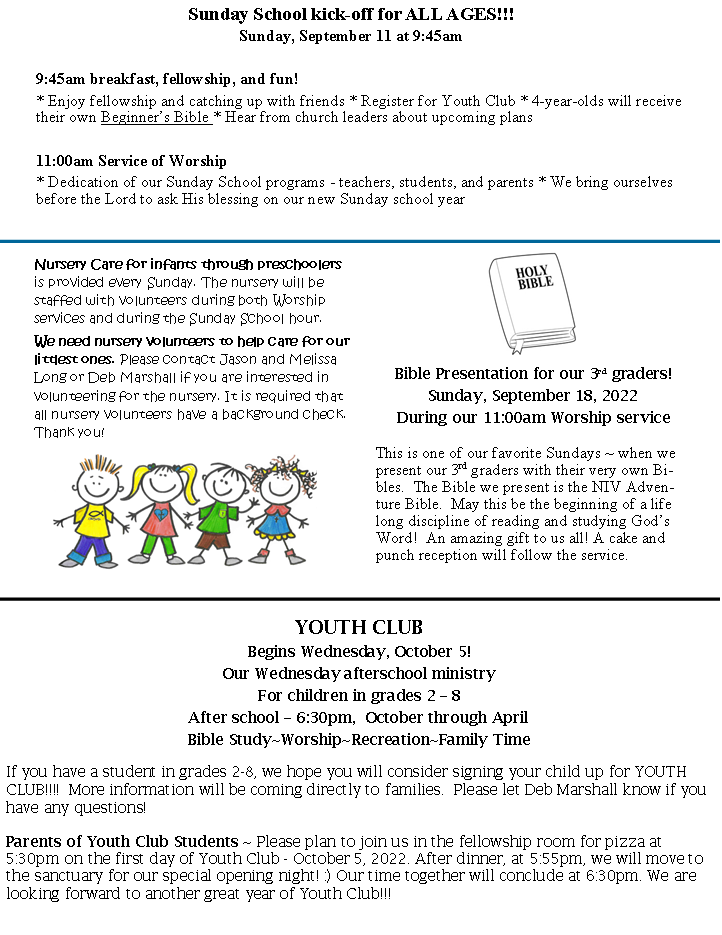 Sunday School kick-off for ALL AGES!!!
Sunday, September 11 at 9:45am
9:45am breakfast, fellowship, and fun!
* Enjoy fellowship and catching up with friends * Register for Youth Club * 4-year-olds will receive
their own Beginner's Bible * Hear from church leaders about upcoming plans
11:00am Service of Worship
* Dedication of our Sunday School programs - teachers, students, and parents * We bring ourselves
before the Lord to ask His blessing on our new Sunday school year
Nursery Care for infants through preschoolers
is provided every Sunday. The nursery will be
staffed with volunteers during both Worship
services and during the Sunday School hour.
We need nursery volunteers to help care for our
littlest ones. Please contact Jason and Melissa
Long or Deb Marshall if you are interested in
volunteering for the nursery. It is required that
all nursery volunteers have a background check.
Thank you!
HOLY
BIBLE
Bible Presentation for our 3rd graders!
Sunday, September 18, 2022
During our 11:00am Worship service
This is one of our favorite Sundays ~ when we
present our 3rd graders with their very own Bi-
bles. The Bible we present is the NIV Adven-
ture Bible. May this be the beginning of a life
long discipline of reading and studying God's
Word! An amazing gift to us all! A cake and
punch reception will follow the service.
YOUTH CLUB
Begins Wednesday, October 5!
Our Wednesday afterschool ministry
For children in grades 2 – 8
After school – 6:30pm, October through April
Bible Study~Worship~Recreation~Family Time
If you have a student in grades 2-8, we hope you will consider signing your child up for YOUTH
CLUB!!!! More information will be coming directly to families. Please let Deb Marshall know if you
have any questions!
Parents of Youth Club Students ~ Please plan to join us in the fellowship room for pizza at
5:30pm on the first day of Youth Club - October 5, 2022. After dinner, at 5:55pm, we will move to
the sanctuary for our special opening night! :) Our time together will conclude at 6:30pm. We are
looking forward to another great year of Youth Club!!!